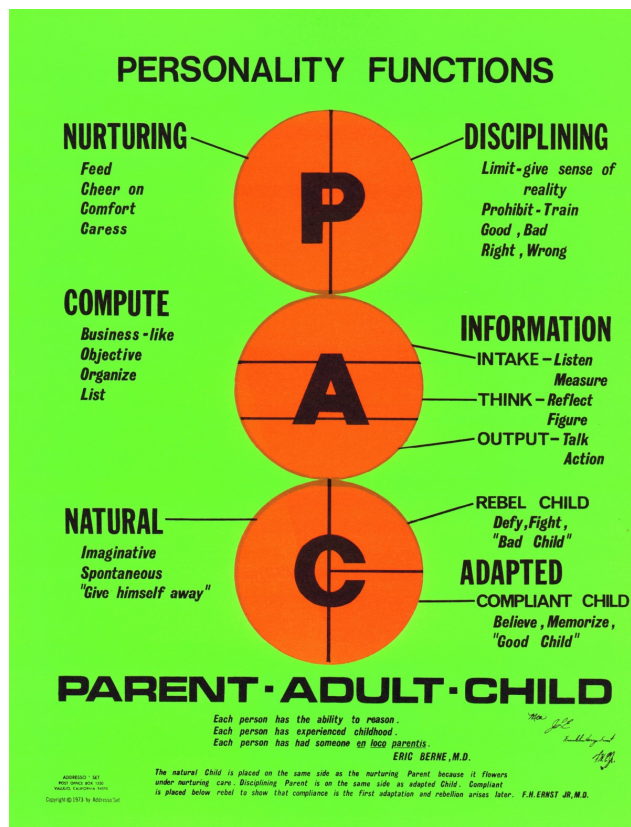 PERSONALITY FUNCTIONS
NURTURING
Feed
Cheer on
Comfort
Caress
DISCIPLINING
Limit-give sense of
reality
Prohibit-Train
Good, Bad
Right, Wrong
P
COMPUTE
Business-like
Objective
Organize
List
A
INFORMATION
INTAKE-Listen
Measure
THINK-Reflect
Figure
OUTPUT-Talk
Action
NATURAL
Imaginative
Spontaneous
"Give himself away"
C
REBEL CHILD
Defy, Fight,
"Bad Child"
ADAPTED
COMPLIANT CHILD
Believe, Memorize,
"Good Child"
PARENT-ADULT-CHILD
Each person has the ability to reason.
Each person has experienced childhood.
Each person has had someone en loco parentis.
ERIC BERNE, M.D.
ADDRESSO'SET
POST OFFICE BOX
VALLEJO, CALIFORNIA
Copyright © 1973 by Addresso'Set
The natural Child is placed on the same side as the nurturing Parent because it flowers
under nurturing care. Disciplining Parent is on the same side as adapted Child. Compliant
is placed below rebel to show that compliance is the first adaptation and rebellion arises later. F.H. ERNST JR, M.D.